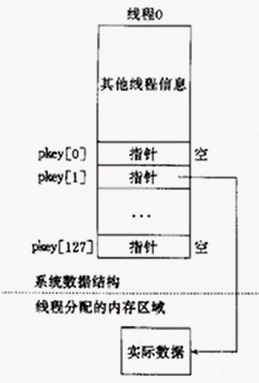 线程0
其他线程信息
pkey[0] 指针 空
pkey[1] 指针
...
pkey[127] 指针 空
系统数据结构
线程分配的内存区域
实际数据